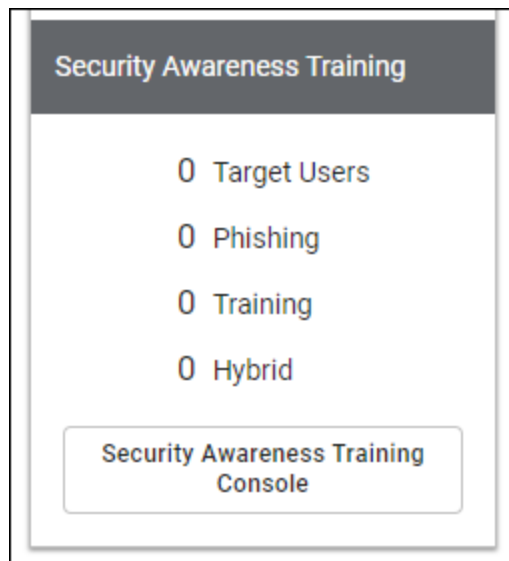 Security Awareness Training
0 Target Users
0 Phishing
0 Training
0 Hybrid
Security Awareness Training
Console